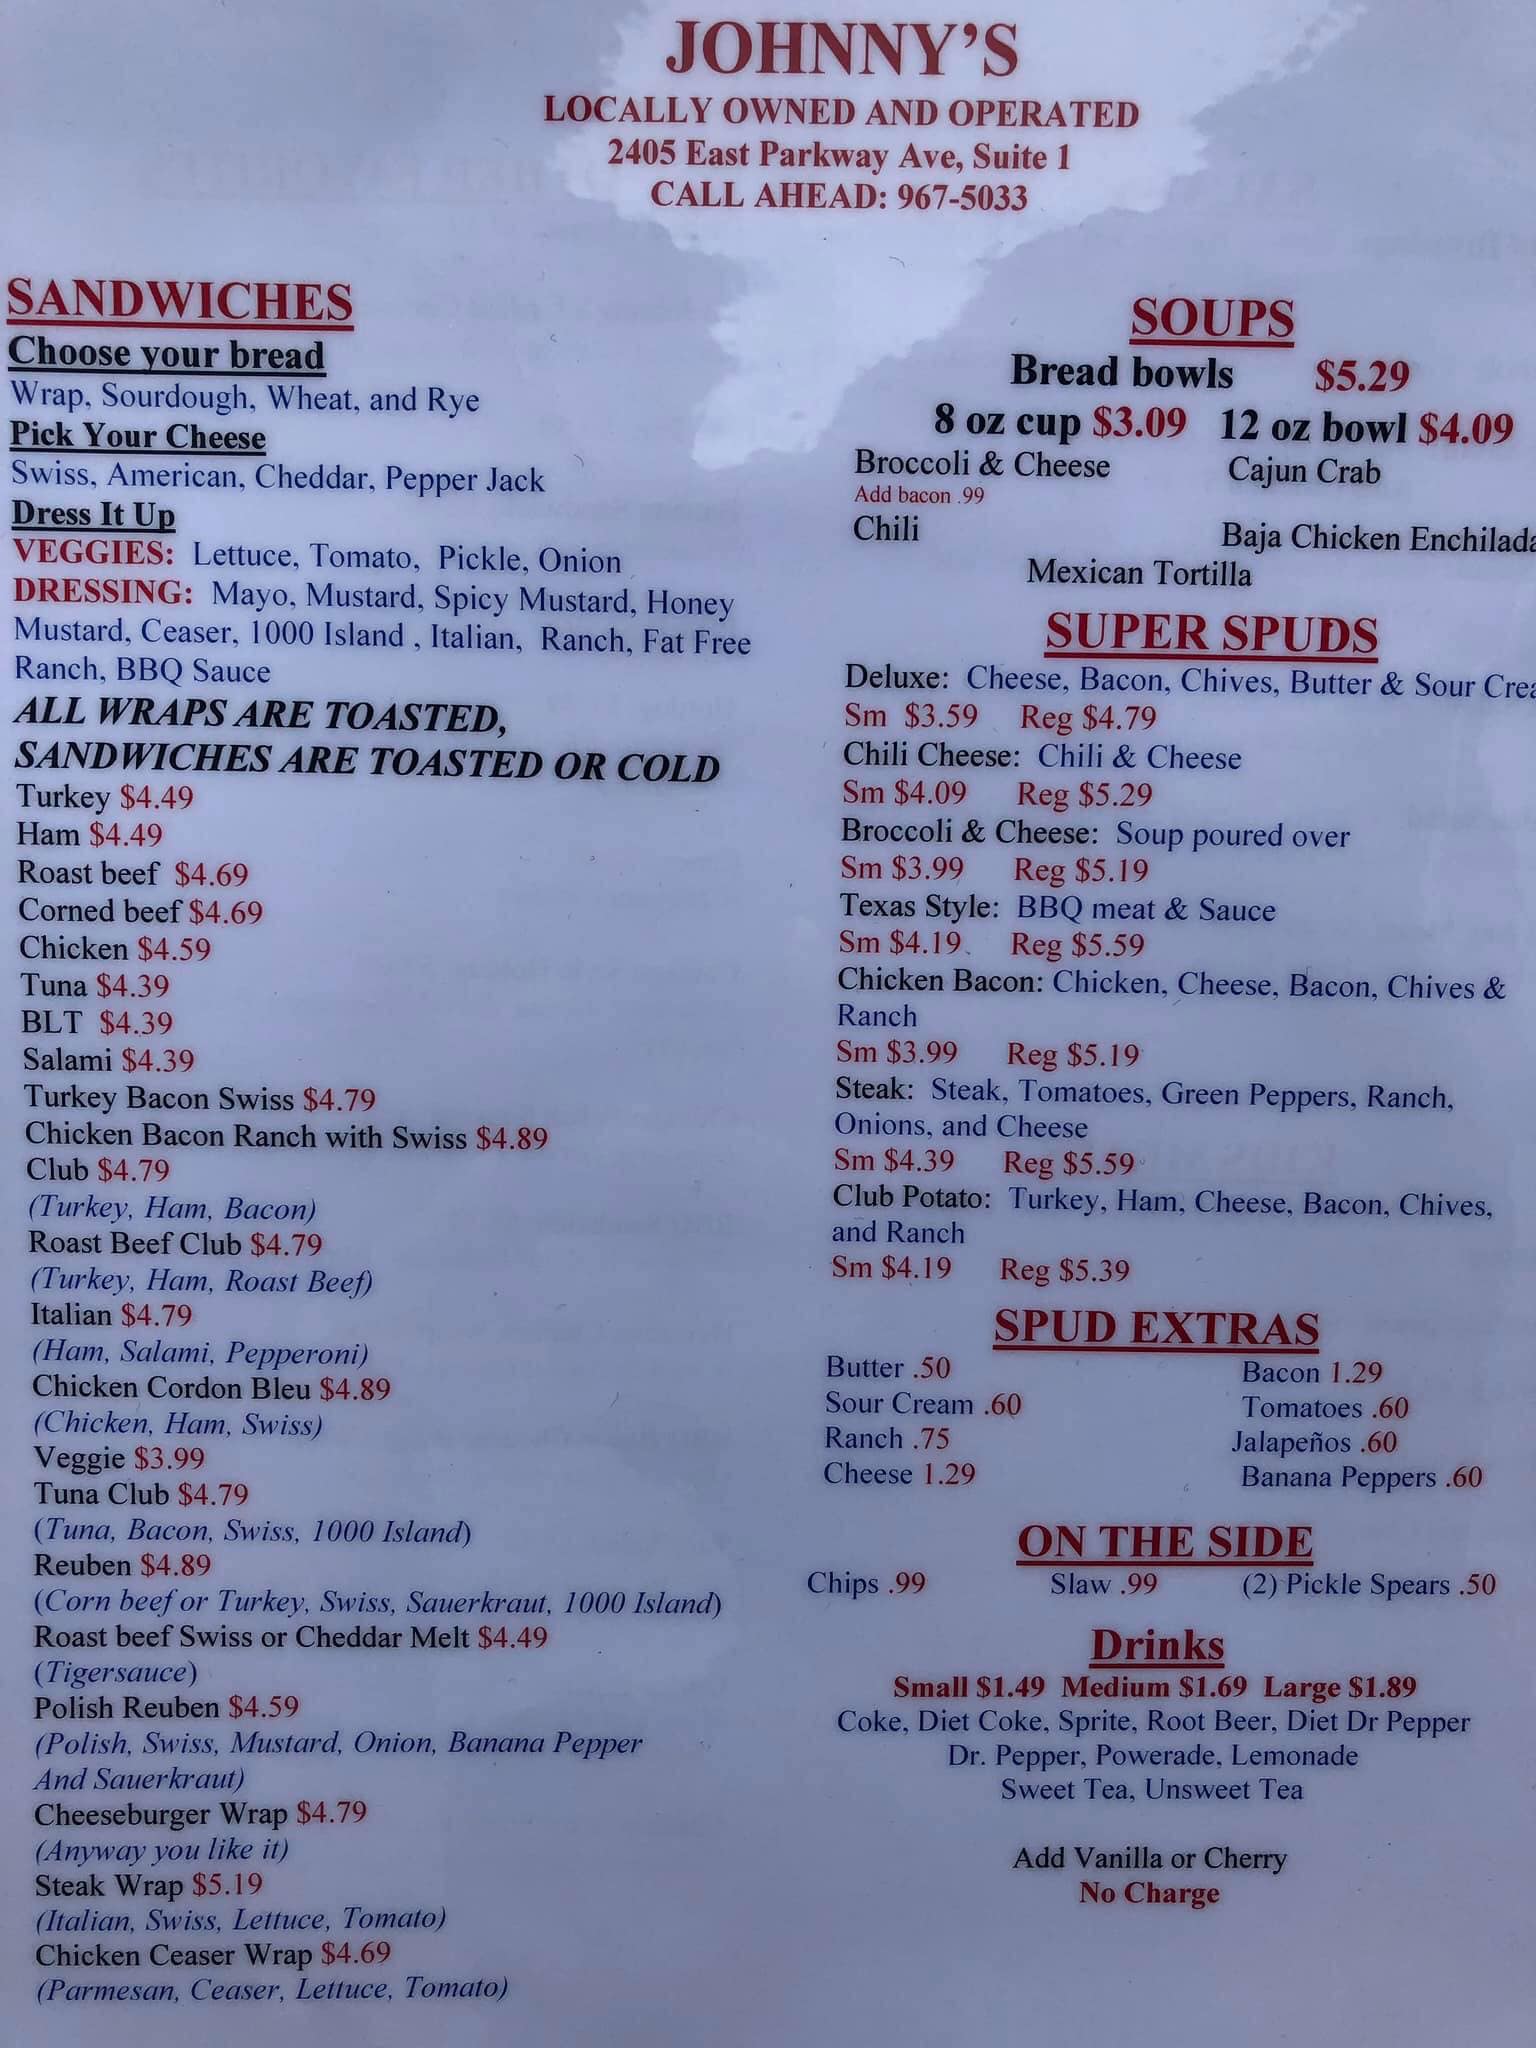 JOHNNY'S
LOCALLY OWNED AND OPERATED
2405 East Parkway Ave, Suite 1
CALL AHEAD: 967-5033
SANDWICHES
Choose your bread
Wrap, Sourdough, Wheat, and Rye
Pick Your Cheese
Swiss, American, Cheddar, Pepper Jack
Dress It Up
VEGGIES: Lettuce, Tomato, Pickle, Onion
DRESSING: Mayo, Mustard, Spicy Mustard, Honey
Mustard, Ceaser, 1000 Island , Italian, Ranch, Fat Free
Ranch, BBQ Sauce
ALL WRAPS ARE TOASTED,
SANDWICHES ARE TOASTED OR COLD
Turkey $4.49
Ham $4.49
Roast beef $4.69
Corned beef $4.69
Chicken $4.59
Tuna $4.39
BLT $4.39
Salami $4.39
Turkey Bacon Swiss $4.79
Chicken Bacon Ranch with Swiss $4.89
Club $4.79
(Turkey, Ham, Bacon)
Roast Beef Club $4.79
(Turkey, Ham, Roast Beef)
Italian $4.79
(Ham, Salami, Pepperoni)
Chicken Cordon Bleu $4.89
(Chicken, Ham, Swiss)
Veggie $3.99
Tuna Club $4.79
(Tuna, Bacon, Swiss, 1000 Island)
Reuben $4.89
(Corn beef or Turkey, Swiss, Sauerkraut, 1000 Island)
Roast beef Swiss or Cheddar Melt $4.49
(Tigersauce)
Polish Reuben $4.59
(Polish, Swiss, Mustard, Onion, Banana Pepper
And Sauerkraut)
Cheeseburger Wrap $4.79
(Anyway you like it)
Steak Wrap $5.19
(Italian, Swiss, Lettuce, Tomato)
Chicken Ceaser Wrap $4.69
(Parmesan, Ceaser, Lettuce, Tomato)
SOUPS
Bread bowls $5.29
8 oz cup $3.09 12 oz bowl $4.09
Broccoli & Cheese Cajun Crab
Add bacon .99
Chili Baja Chicken Enchilada
Mexican Tortilla
SUPER SPUDS
Deluxe: Cheese, Bacon, Chives, Butter & Sour Crea
Sm $3.59 Reg $4.79
Chili Cheese: Chili & Cheese
Sm $4.09 Reg $5.29
Broccoli & Cheese: Soup poured over
Sm $3.99 Reg $5.19
Texas Style: BBQ meat & Sauce
Sm $4.19 Reg $5.59
Chicken Bacon: Chicken, Cheese, Bacon, Chives &
Ranch
Sm $3.99 Reg $5.19
Steak: Steak, Tomatoes, Green Peppers, Ranch,
Onions, and Cheese
Sm $4.39 Reg $5.59
Club Potato: Turkey, Ham, Cheese, Bacon, Chives,
and Ranch
Sm $4.19 Reg $5.39
SPUD EXTRAS
Butter .50 Bacon 1.29
Sour Cream .60 Tomatoes .60
Ranch .75 Jalapeños .60
Cheese 1.29 Banana Peppers .60
ON THE SIDE
Chips .99 Slaw .99 (2) Pickle Spears .50
Drinks
Small $1.49 Medium $1.69 Large $1.89
Coke, Diet Coke, Sprite, Root Beer, Diet Dr Pepper
Dr. Pepper, Powerade, Lemonade
Sweet Tea, Unsweet Tea
Add Vanilla or Cherry
No Charge